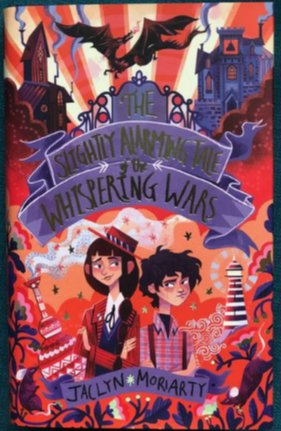 THE
SLIGHTLY ALARMING TALE
of the
WHISPERING WARS
JACLYN MORIARTY